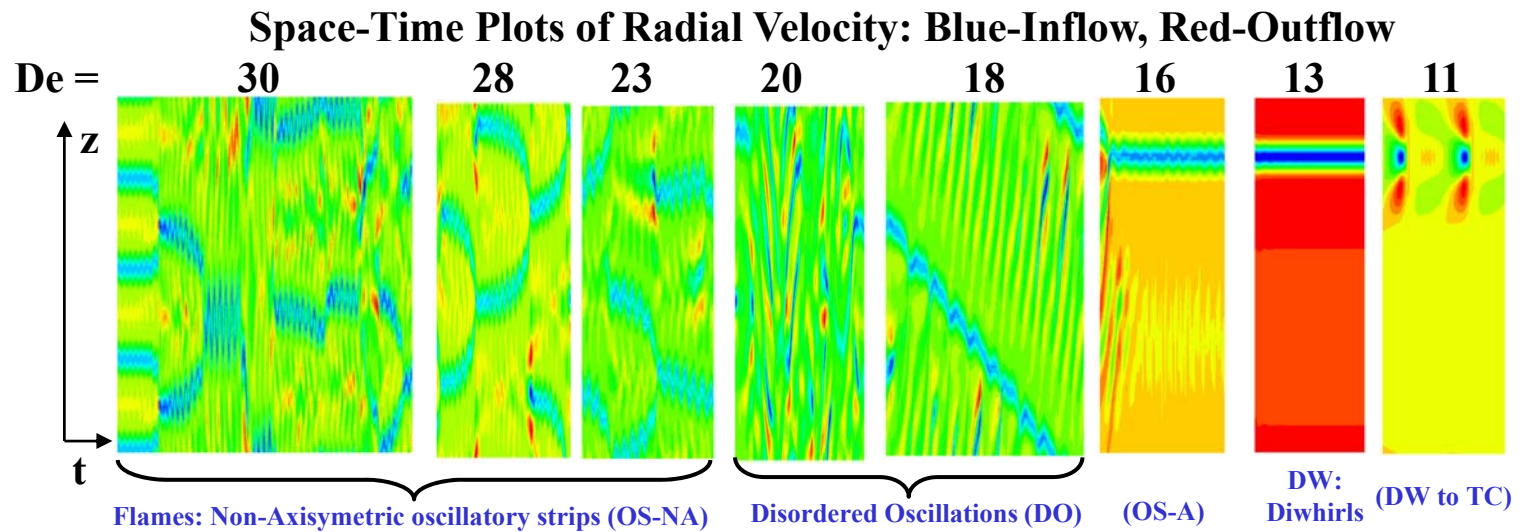 Space-Time Plots of Radial Velocity: Blue-Inflow, Red-Outflow
De = 30 28 23 20 18 16 13 11
z
t
Flames: Non-Axisymetric oscillatory strips (OS-NA)
Disordered Oscillations (DO)
(OS-A)
DW:
Diwhirls
(DW to TC)